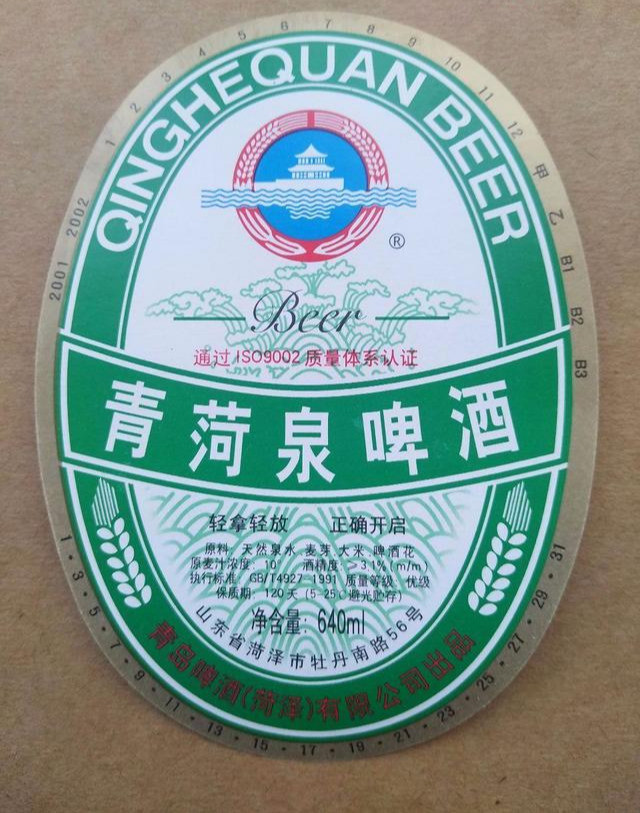 2001 2002 1 2 3 4 5 6 7 8 9 10 11 12 甲 乙 B1 B2 B3
QINGHEQUAN BEER
®
Beer
通过ISO9002质量体系认证
青菏泉啤酒
轻拿轻放 正确开启
原料: 天然泉水.麦芽.大米.啤酒花
原麦汁浓度: 10° 酒精度: ≥3.1%(m/m)
执行标准: GB/T4927-1991 质量等级: 优级
保质期: 120天(5-25℃避光贮存)
净含量: 640ml
山东省菏泽市牡丹南路56号
青岛啤酒(菏泽)有限公司出品
1·3·5·7·9·11·13·15·17·19·21·23·25·27·29·31